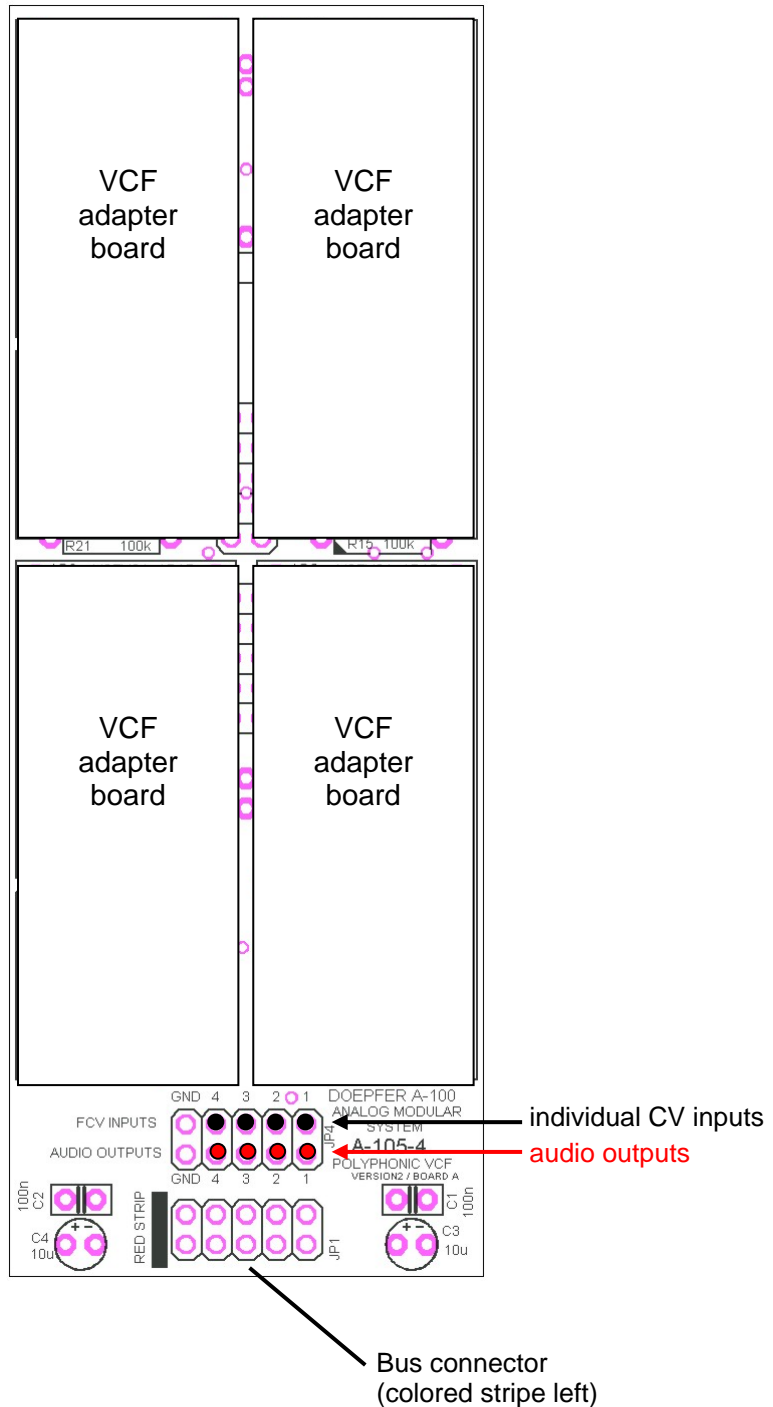 VCF
adapter
board
VCF
adapter
board
R21 100k
R15 100k
VCF
adapter
board
VCF
adapter
board
GND 4 3 2 1
DOEPFER A-100
ANALOG MODULAR
SYSTEM
A-105-4
POLYPHONIC VCF
VERSION2 / BOARD A
FCV INPUTS
AUDIO OUTPUTS
JP4
GND 4 3 2 1
individual CV inputs
audio outputs
100n
C2
C4
10u
RED STRIP
JP1
C1
100n
C3
10u
Bus connector
(colored stripe left)